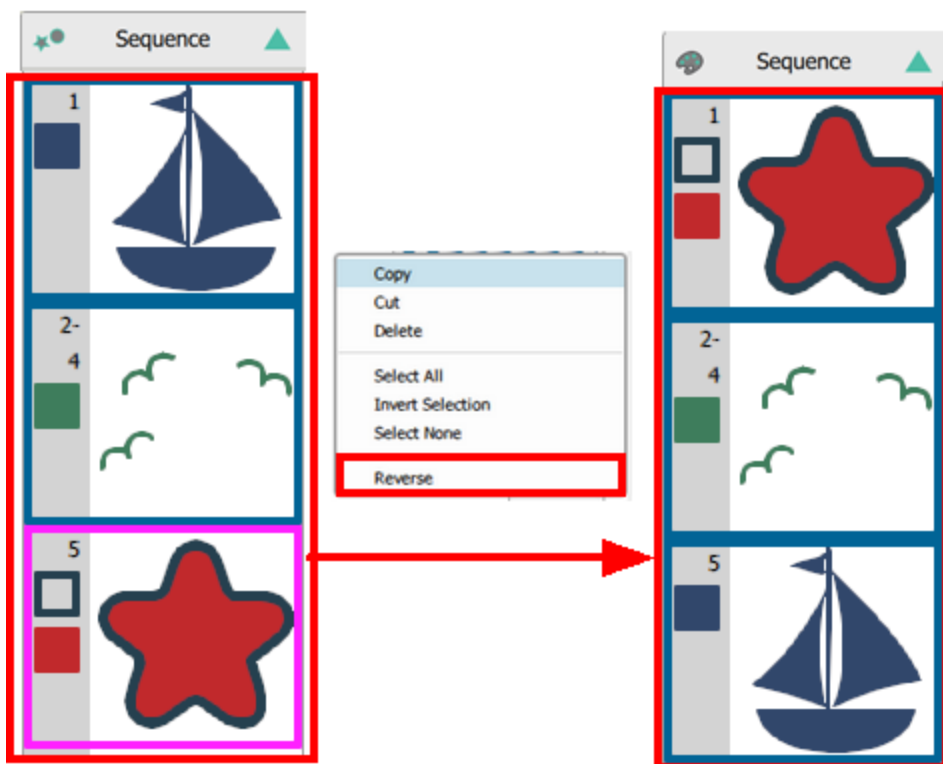 Sequence
1
2-
4
5
Copy
Cut
Delete
Select All
Invert Selection
Select None
Reverse
Sequence
1
2-
4
5